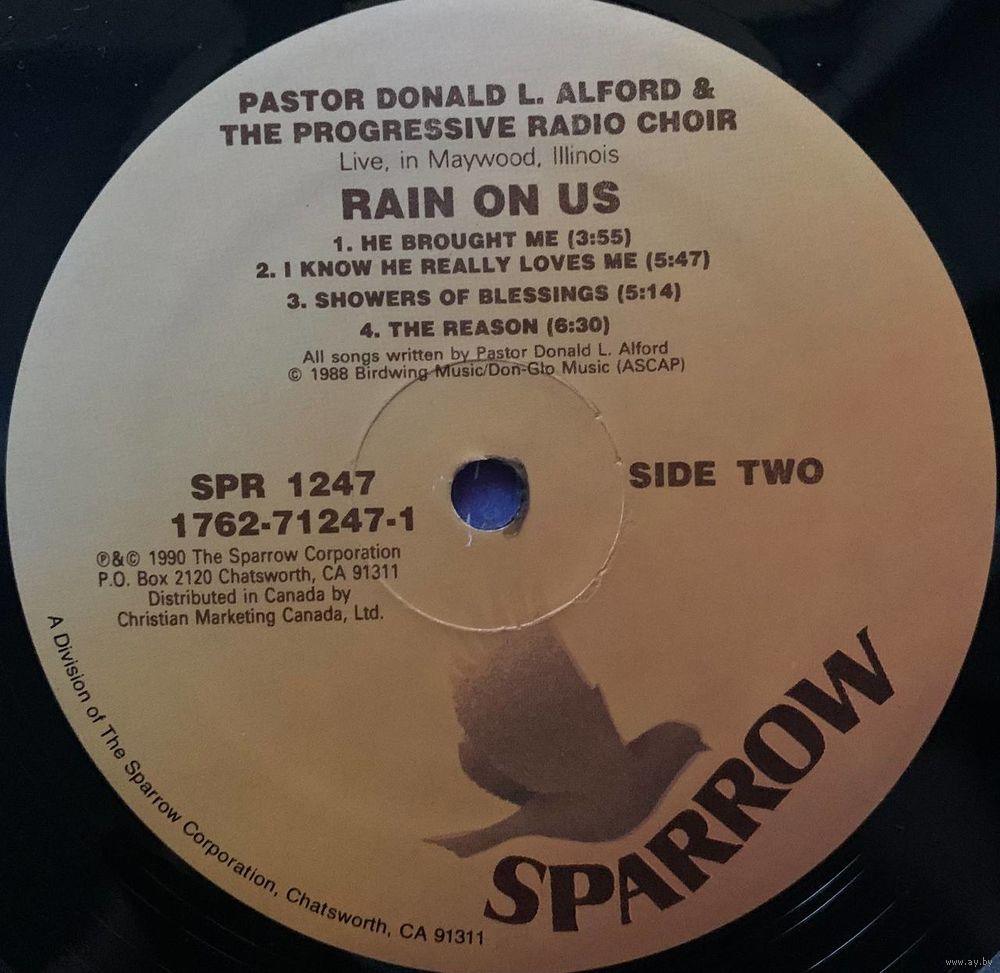 PASTOR DONALD L. ALFORD &
THE PROGRESSIVE RADIO CHOIR
Live, in Maywood, Illinois
RAIN ON US
1. HE BROUGHT ME (3:55)
2. I KNOW HE REALLY LOVES ME (5:47)
3. SHOWERS OF BLESSINGS (5:14)
4. THE REASON (6:30)
All songs written by Pastor Donald L. Alford
© 1988 Birdwing Music/Don-Glo Music (ASCAP)
SPR 1247
1762-71247-1
SIDE TWO
℗&© 1990 The Sparrow Corporation
P.O. Box 2120 Chatsworth, CA 91311
Distributed in Canada by
Christian Marketing Canada, Ltd.
A Division of The Sparrow Corporation, Chatsworth, CA 91311
SPARROW
www.ay.by